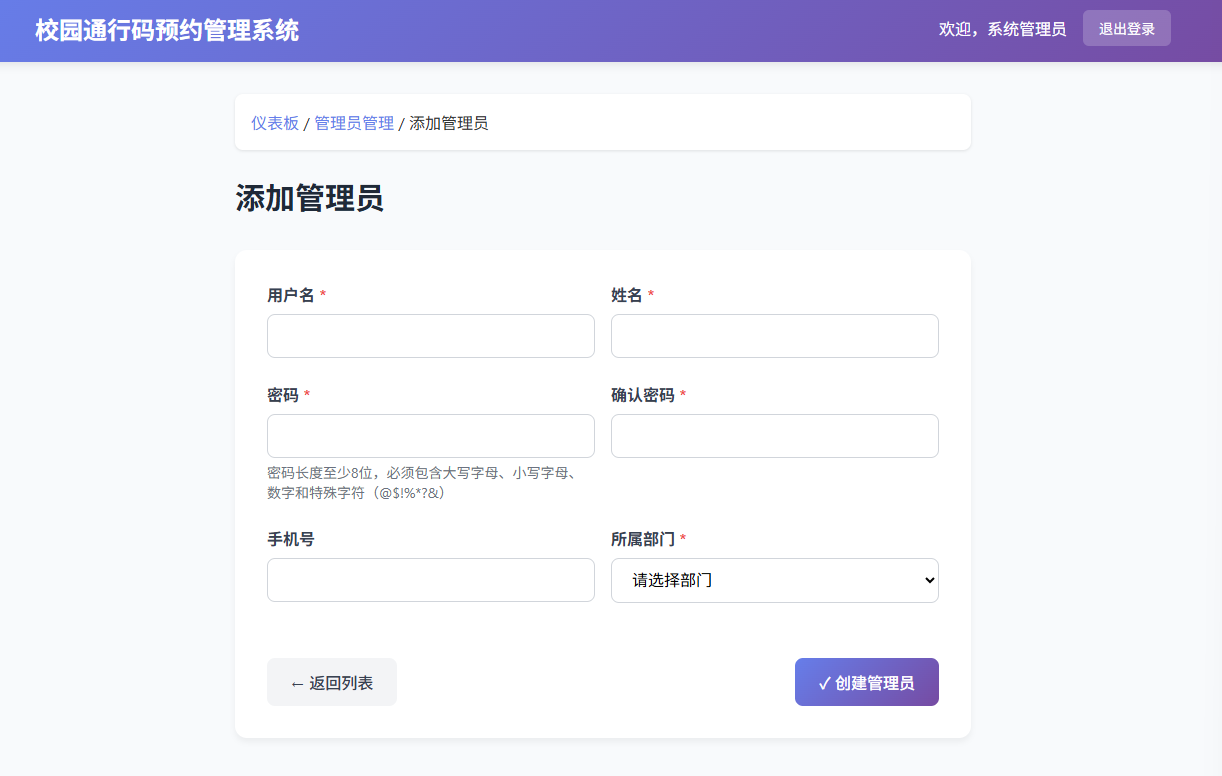 校园通行码预约管理系统
欢迎，系统管理员
退出登录
仪表板 / 管理员管理 / 添加管理员
添加管理员
用户名 *
姓名 *
密码 *
确认密码 *
密码长度至少8位，必须包含大写字母、小写字母、
数字和特殊字符（@$!%*?&）
手机号
所属部门 *
请选择部门
← 返回列表
✓ 创建管理员